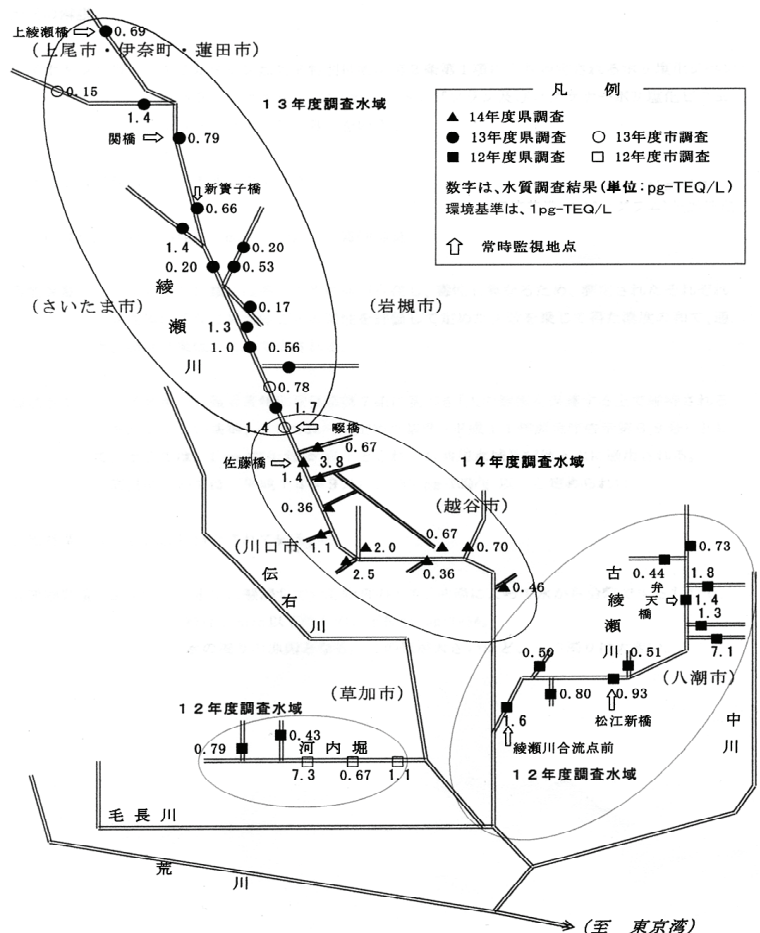 上綾瀬橋
0.69
(上尾市・伊奈町・蓮田市)
0.15
1.4
13年度調査水域
関橋
0.79
凡 例
▲ 14年度県調査
● 13年度県調査 ○ 13年度市調査
■ 12年度県調査 □ 12年度市調査
数字は、水質調査結果(単位:pg-TEQ/L)
環境基準は、1pg-TEQ/L
常時監視地点
新簀子橋
0.66
1.4
0.20
0.20
0.53
綾瀬川
(さいたま市)
(岩槻市)
0.17
1.3
1.0
0.56
0.78
1.7
1.4
畷橋
0.67
佐藤橋
3.8
1.4
14年度調査水域
0.36
(越谷市)
(川口市)
1.1
2.0
0.67
0.70
2.5
0.36
0.46
伝右川
0.73
0.44
1.8
古綾瀬川
弁天橋
1.4
1.3
7.1
0.50
0.51
(八潮市)
0.80
0.93
松江新橋
1.6
綾瀬川合流点前
12年度調査水域
中川
(草加市)
12年度調査水域
0.43
0.79
河内堀
7.3
0.67
1.1
毛長川
荒川
(至 東京湾)